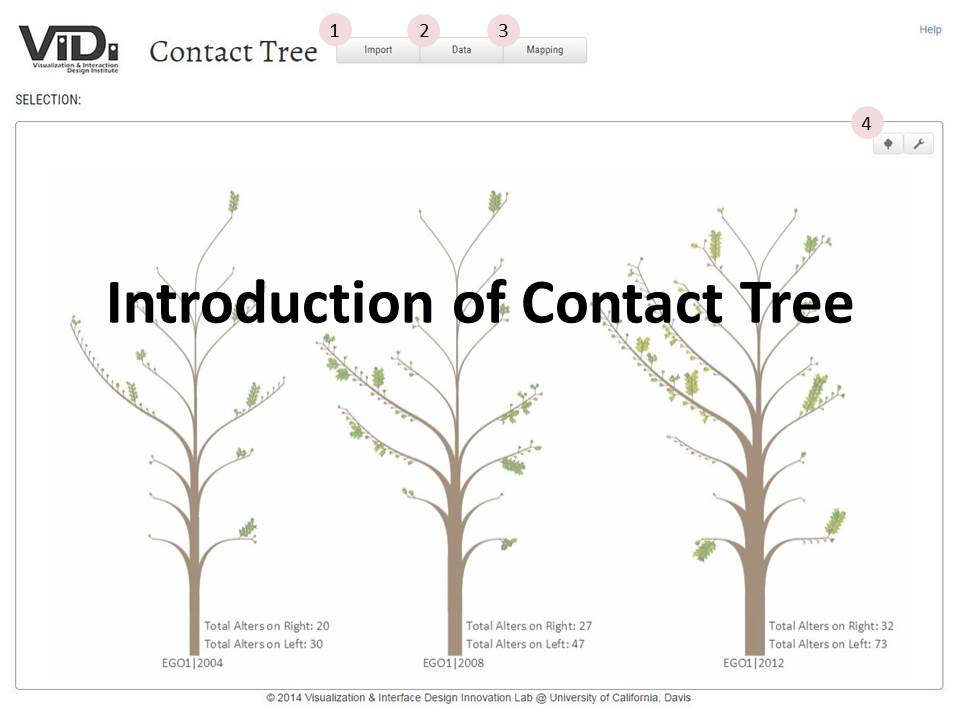 ViDi
Visualization & Interaction
Design Institute
Contact Tree
1
2
3
Import
Data
Mapping
Help
SELECTION:
4
Introduction of Contact Tree
Total Alters on Right: 20
Total Alters on Left: 30
EGO1|2004
Total Alters on Right: 27
Total Alters on Left: 47
EGO1|2008
Total Alters on Right: 32
Total Alters on Left: 73
EGO1|2012
© 2014 Visualization & Interface Design Innovation Lab @ University of California, Davis